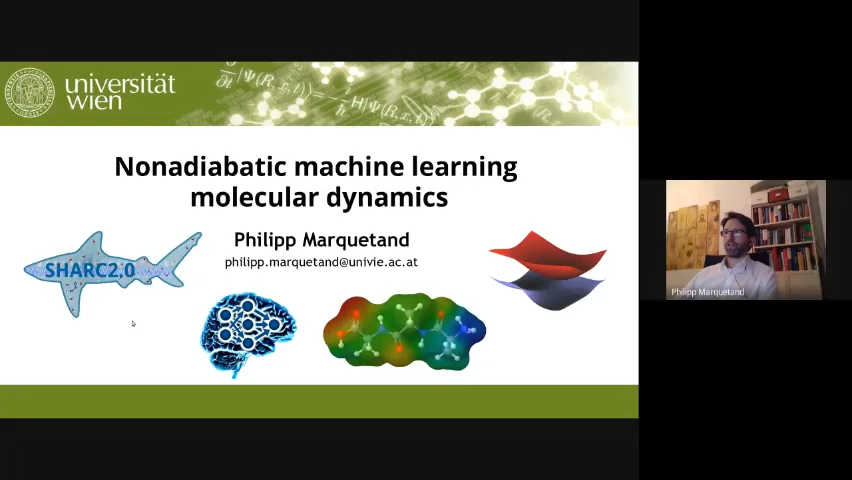 universität
wien
∂/∂t |Ψ(R,x,t)⟩ = -i/ħ H|Ψ(R,x,t)⟩
Nonadiabatic machine learning
molecular dynamics
Philipp Marquetand
philipp.marquetand@univie.ac.at
SHARC2.0
Philipp Marquetand